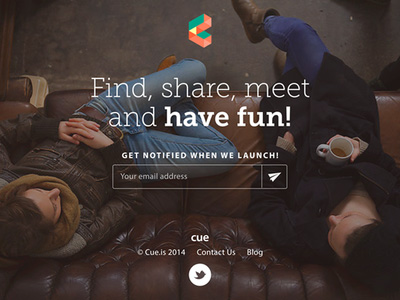 Find, share, meet
and have fun!
GET NOTIFIED WHEN WE LAUNCH!
Your email address
cue
© Cue.is 2014 Contact Us Blog